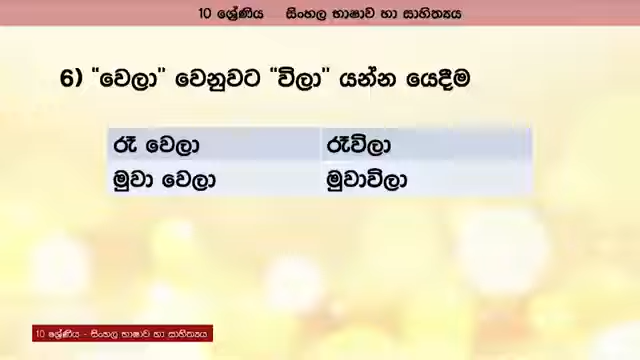 10 ශ්‍රේණිය සිංහල භාෂාව හා සාහිත්‍යය
6) "වෙලා" වෙනුවට "විලා" යන්න යෙදීම
රෑ වෙලා රෑවිලා
මුවා වෙලා මුවාවිලා
10 ශ්‍රේණිය - සිංහල භාෂාව හා සාහිත්‍යය